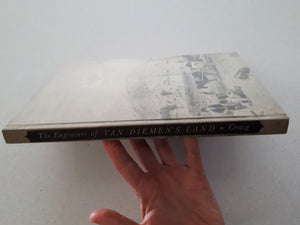 The Engravers of VAN DIEMEN'S LAND • Craig